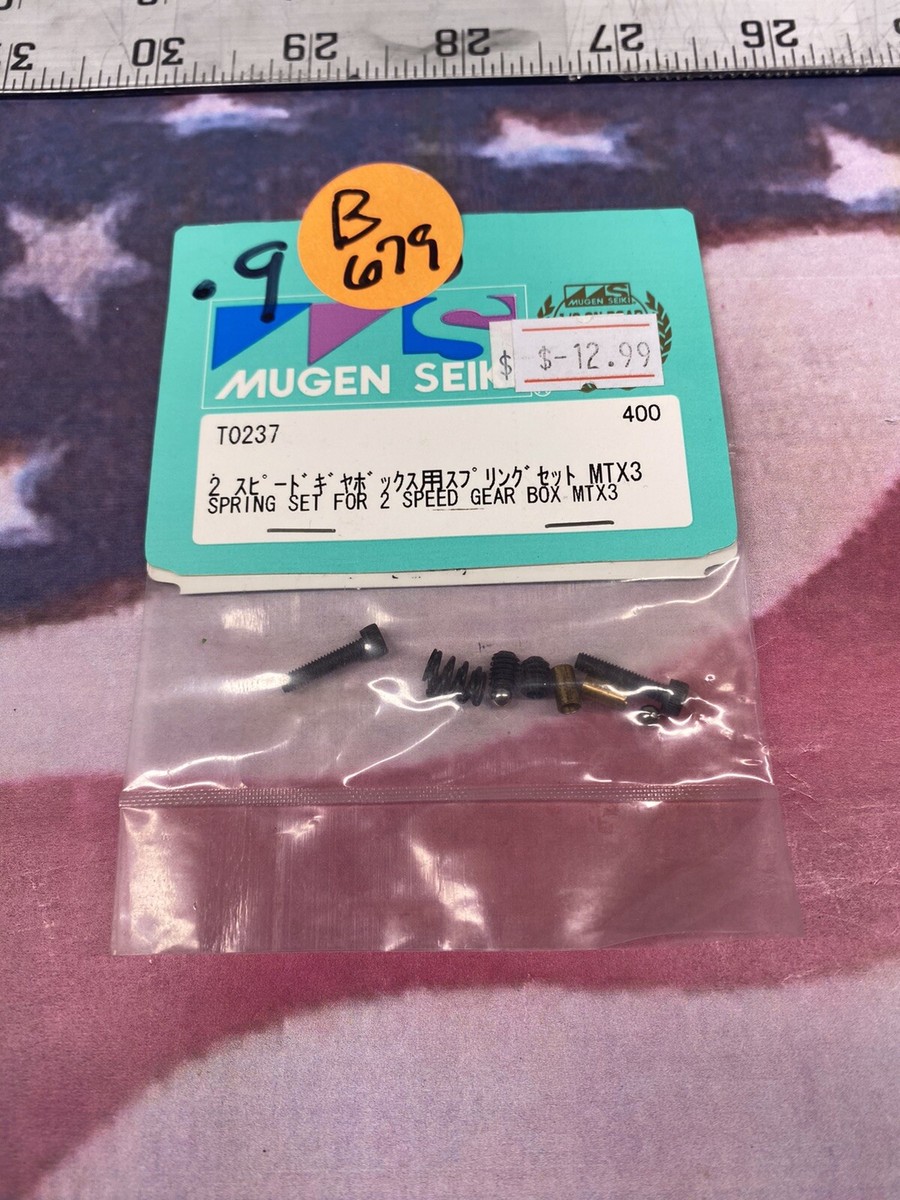 30 29 28 27 26
B
679
.9
MS
MUGEN SEIKI
$
$-12.99
MUGEN SEIKI
400
T0237
2 スピードギヤボックス用スプリングセット MTX3
SPRING SET FOR 2 SPEED GEAR BOX MTX3